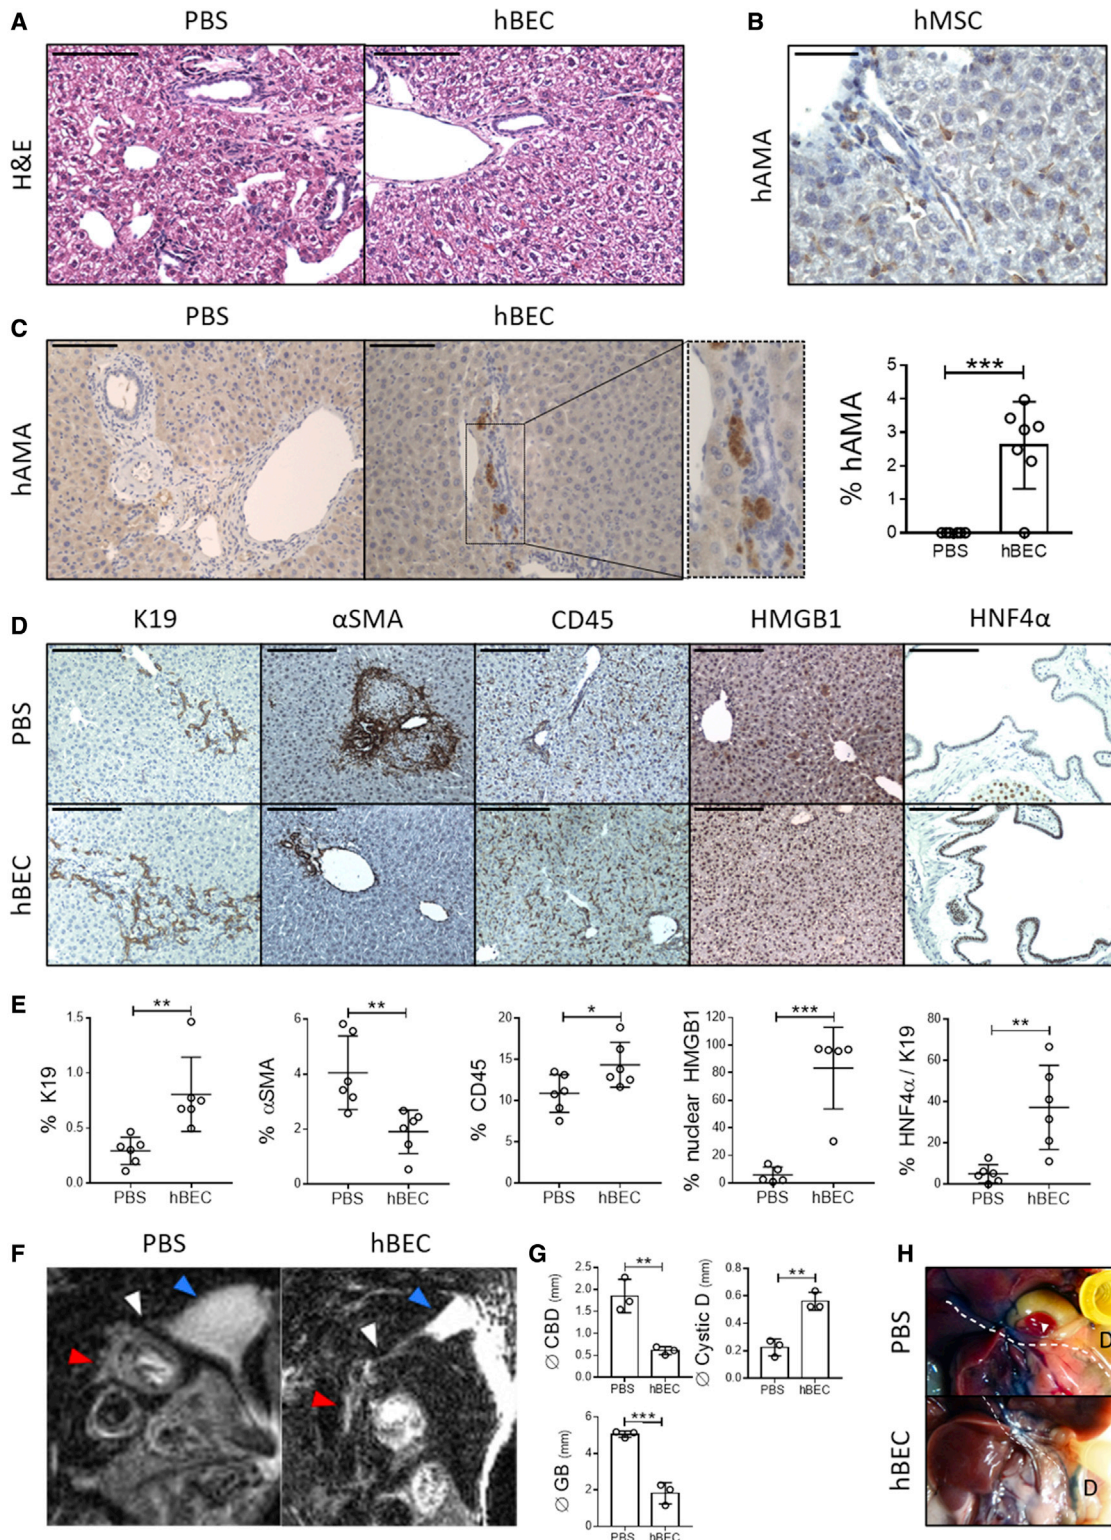 A
PBS
hBEC
H&E
B
hMSC
hAMA
C
PBS
hBEC
hAMA
% hAMA
5
4
3
2
1
0
***
PBS
hBEC
D
K19
αSMA
CD45
HMGB1
HNF4α
PBS
hBEC
E
% K19
1.5
1.0
0.5
0.0
**
PBS
hBEC
% αSMA
6
4
2
0
**
PBS
hBEC
% CD45
20
15
10
5
0
*
PBS
hBEC
% nuclear HMGB1
120
100
80
60
40
20
0
***
PBS
hBEC
% HNF4α / K19
80
60
40
20
0
**
PBS
hBEC
F
PBS
hBEC
G
∅ CBD (mm)
2.5
2.0
1.5
1.0
0.5
0.0
**
PBS
hBEC
∅ Cystic D (mm)
0.8
0.6
0.4
0.2
0.0
**
PBS
hBEC
∅ GB (mm)
6
4
2
0
***
PBS
hBEC
H
PBS
D
hBEC
D